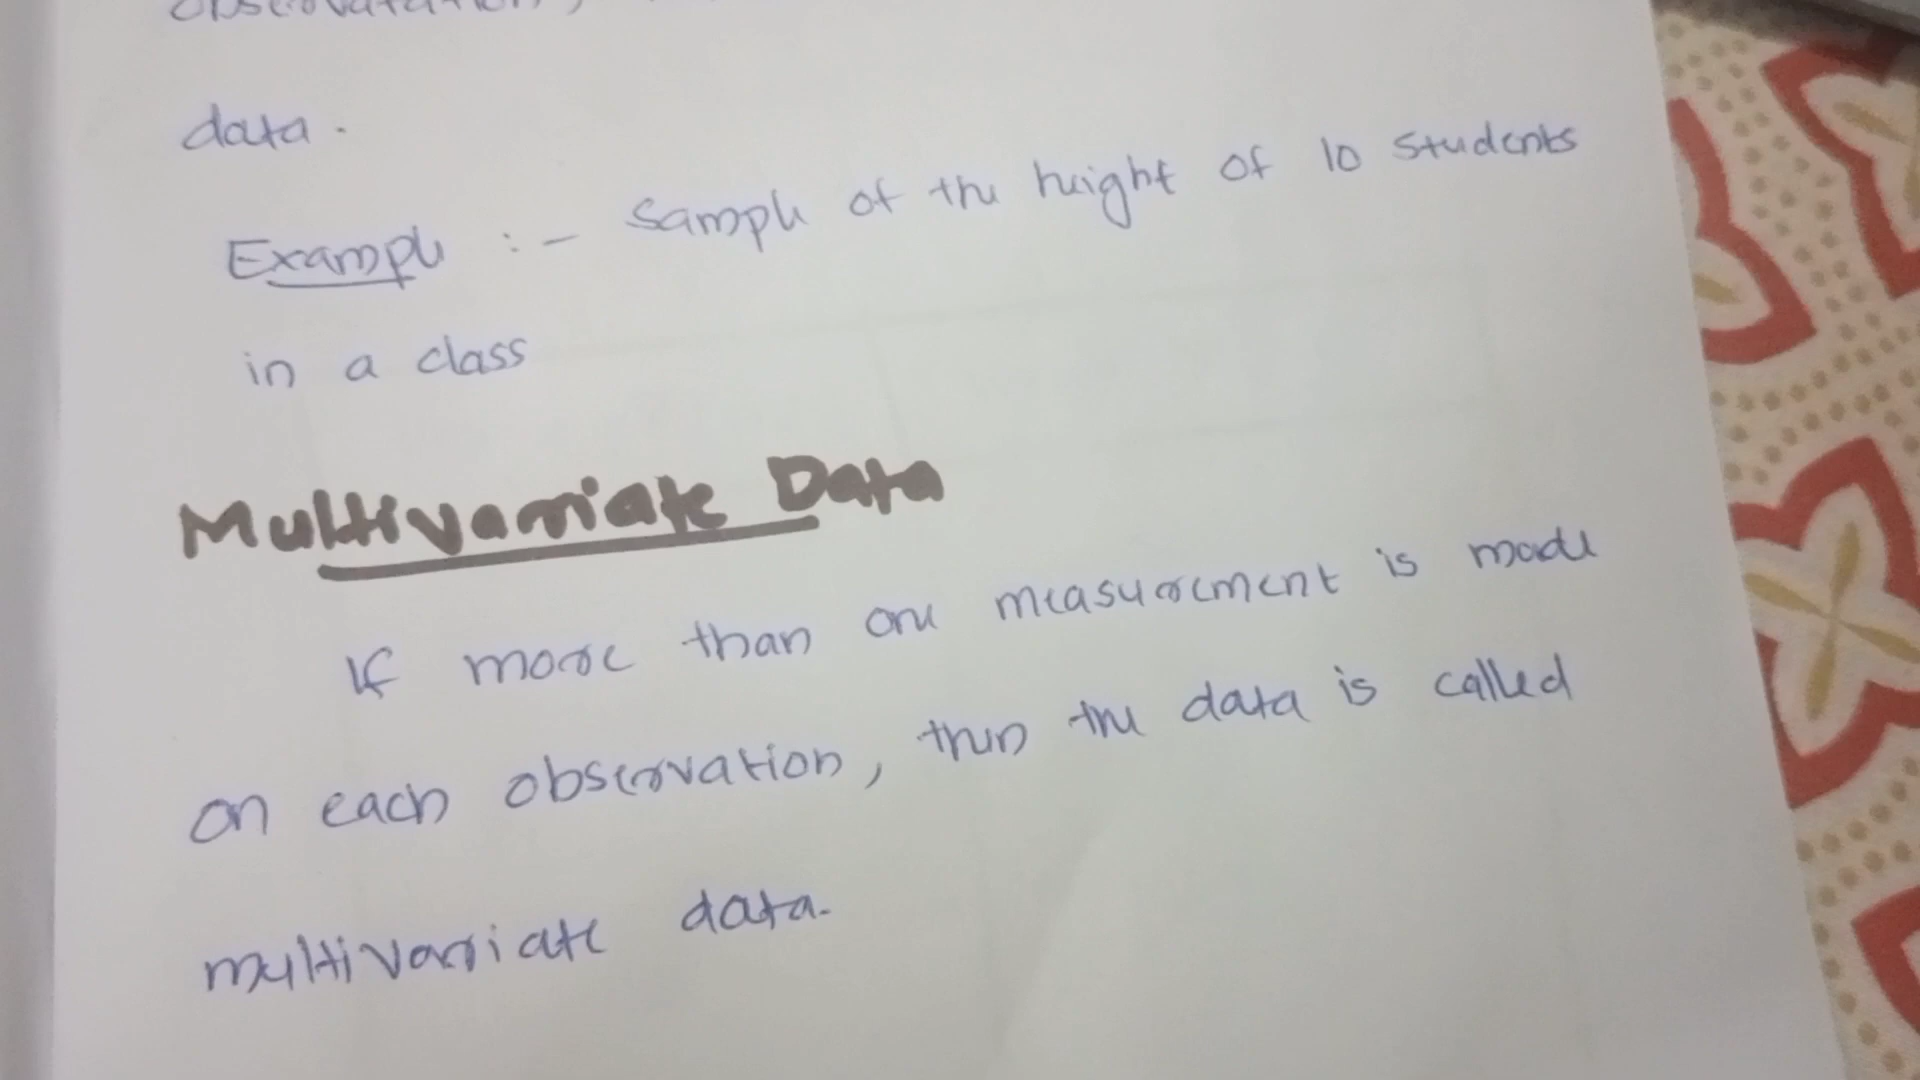 data.
Example :- Sample of the height of 10 students
in a class
Multivariate Data
If more than one measurement is made
on each observation, then the data is called
multivariate data.